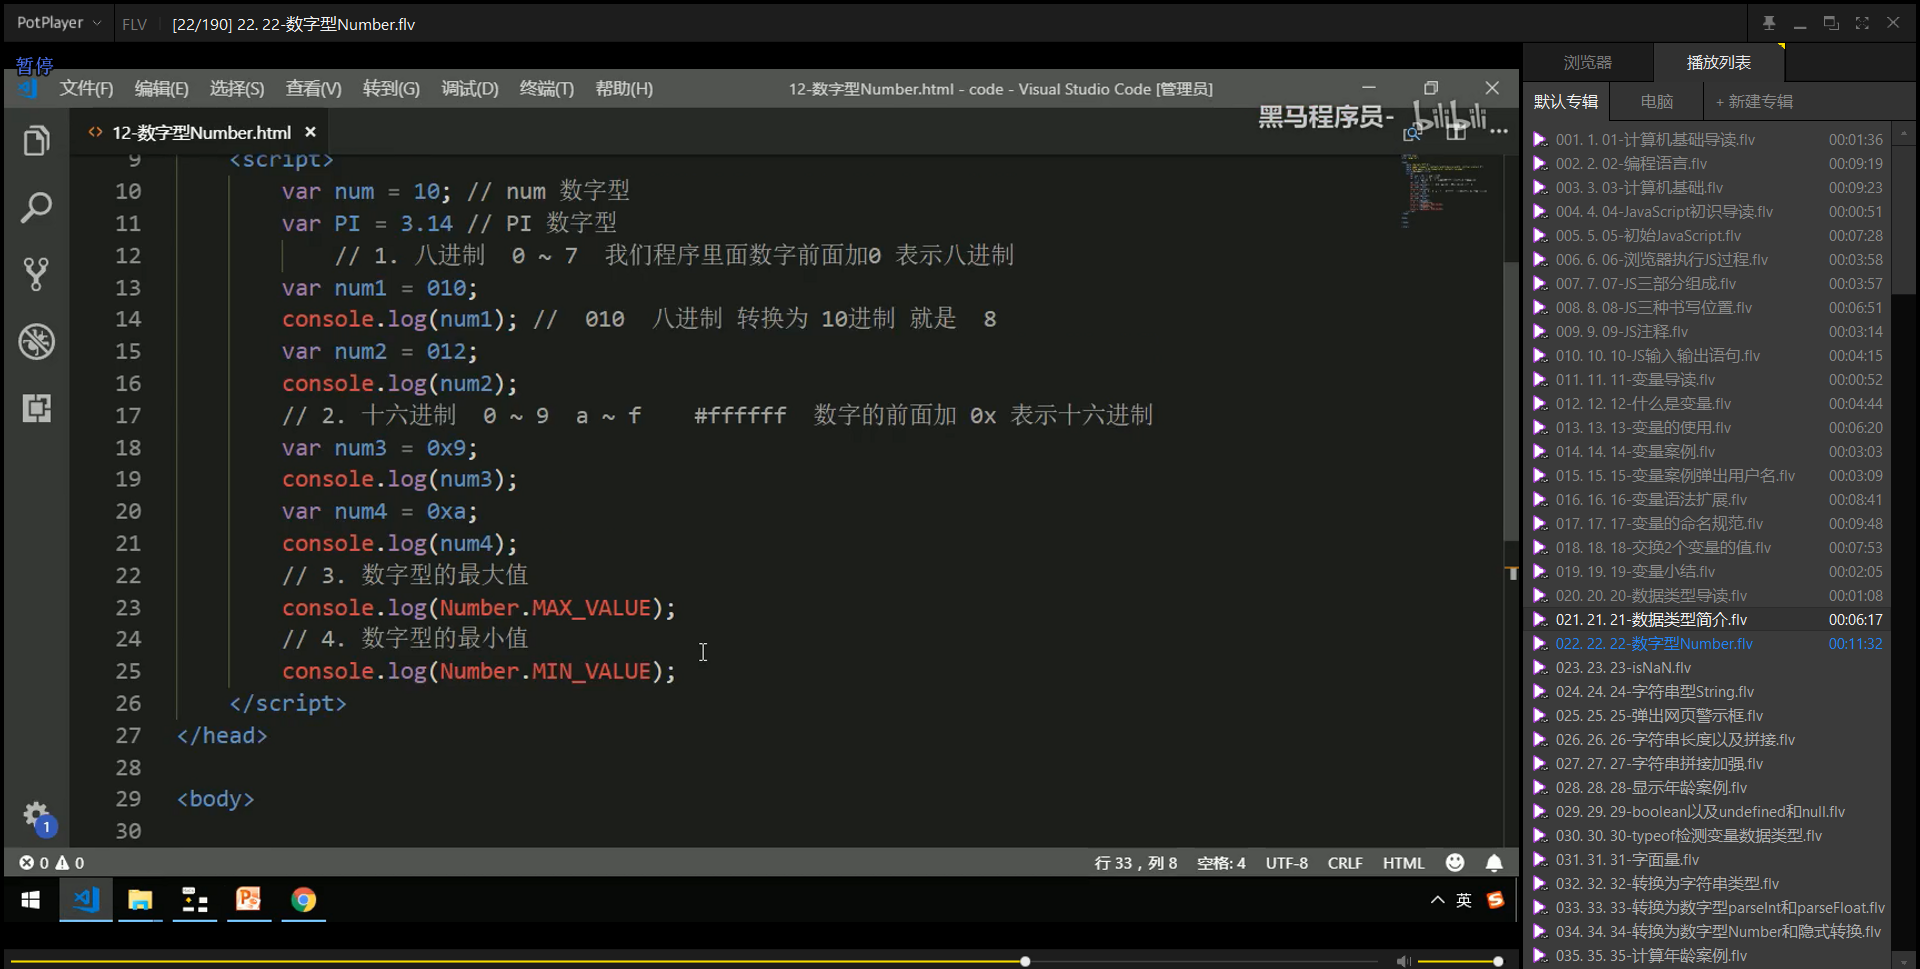 PotPlayer FLV [22/190] 22. 22-数字型Number.flv
暂停
文件(F) 编辑(E) 选择(S) 查看(V) 转到(G) 调试(D) 终端(T) 帮助(H) 12-数字型Number.html - code - Visual Studio Code [管理员]
黑马程序员- bilibili
12-数字型Number.html
9 <script>
10 var num = 10; // num 数字型
11 var PI = 3.14 // PI 数字型
12 // 1. 八进制 0 ~ 7 我们程序里面数字前面加0 表示八进制
13 var num1 = 010;
14 console.log(num1); // 010 八进制 转换为 10进制 就是 8
15 var num2 = 012;
16 console.log(num2);
17 // 2. 十六进制 0 ~ 9 a ~ f #ffffff 数字的前面加 0x 表示十六进制
18 var num3 = 0x9;
19 console.log(num3);
20 var num4 = 0xa;
21 console.log(num4);
22 // 3. 数字型的最大值
23 console.log(Number.MAX_VALUE);
24 // 4. 数字型的最小值
25 console.log(Number.MIN_VALUE);
26 </script>
27 </head>
28
29 <body>
30
1
0 0 行 33，列 8 空格: 4 UTF-8 CRLF HTML
英
浏览器 播放列表
默认专辑 电脑 + 新建专辑
001. 1. 01-计算机基础导读.flv 00:01:36
002. 2. 02-编程语言.flv 00:09:19
003. 3. 03-计算机基础.flv 00:09:23
004. 4. 04-JavaScript初识导读.flv 00:00:51
005. 5. 05-初始JavaScript.flv 00:07:28
006. 6. 06-浏览器执行JS过程.flv 00:03:58
007. 7. 07-JS三部分组成.flv 00:03:57
008. 8. 08-JS三种书写位置.flv 00:06:51
009. 9. 09-JS注释.flv 00:03:14
010. 10. 10-JS输入输出语句.flv 00:04:15
011. 11. 11-变量导读.flv 00:00:52
012. 12. 12-什么是变量.flv 00:04:44
013. 13. 13-变量的使用.flv 00:06:20
014. 14. 14-变量案例.flv 00:03:03
015. 15. 15-变量案例弹出用户名.flv 00:03:09
016. 16. 16-变量语法扩展.flv 00:08:41
017. 17. 17-变量的命名规范.flv 00:09:48
018. 18. 18-交换2个变量的值.flv 00:07:53
019. 19. 19-变量小结.flv 00:02:05
020. 20. 20-数据类型导读.flv 00:01:08
021. 21. 21-数据类型简介.flv 00:06:17
022. 22. 22-数字型Number.flv 00:11:32
023. 23. 23-isNaN.flv
024. 24. 24-字符串型String.flv
025. 25. 25-弹出网页警示框.flv
026. 26. 26-字符串长度以及拼接.flv
027. 27. 27-字符串拼接加强.flv
028. 28. 28-显示年龄案例.flv
029. 29. 29-boolean以及undefined和null.flv
030. 30. 30-typeof检测变量数据类型.flv
031. 31. 31-字面量.flv
032. 32. 32-转换为字符串类型.flv
033. 33. 33-转换为数字型parseInt和parseFloat.flv
034. 34. 34-转换为数字型Number和隐式转换.flv
035. 35. 35-计算年龄案例.flv